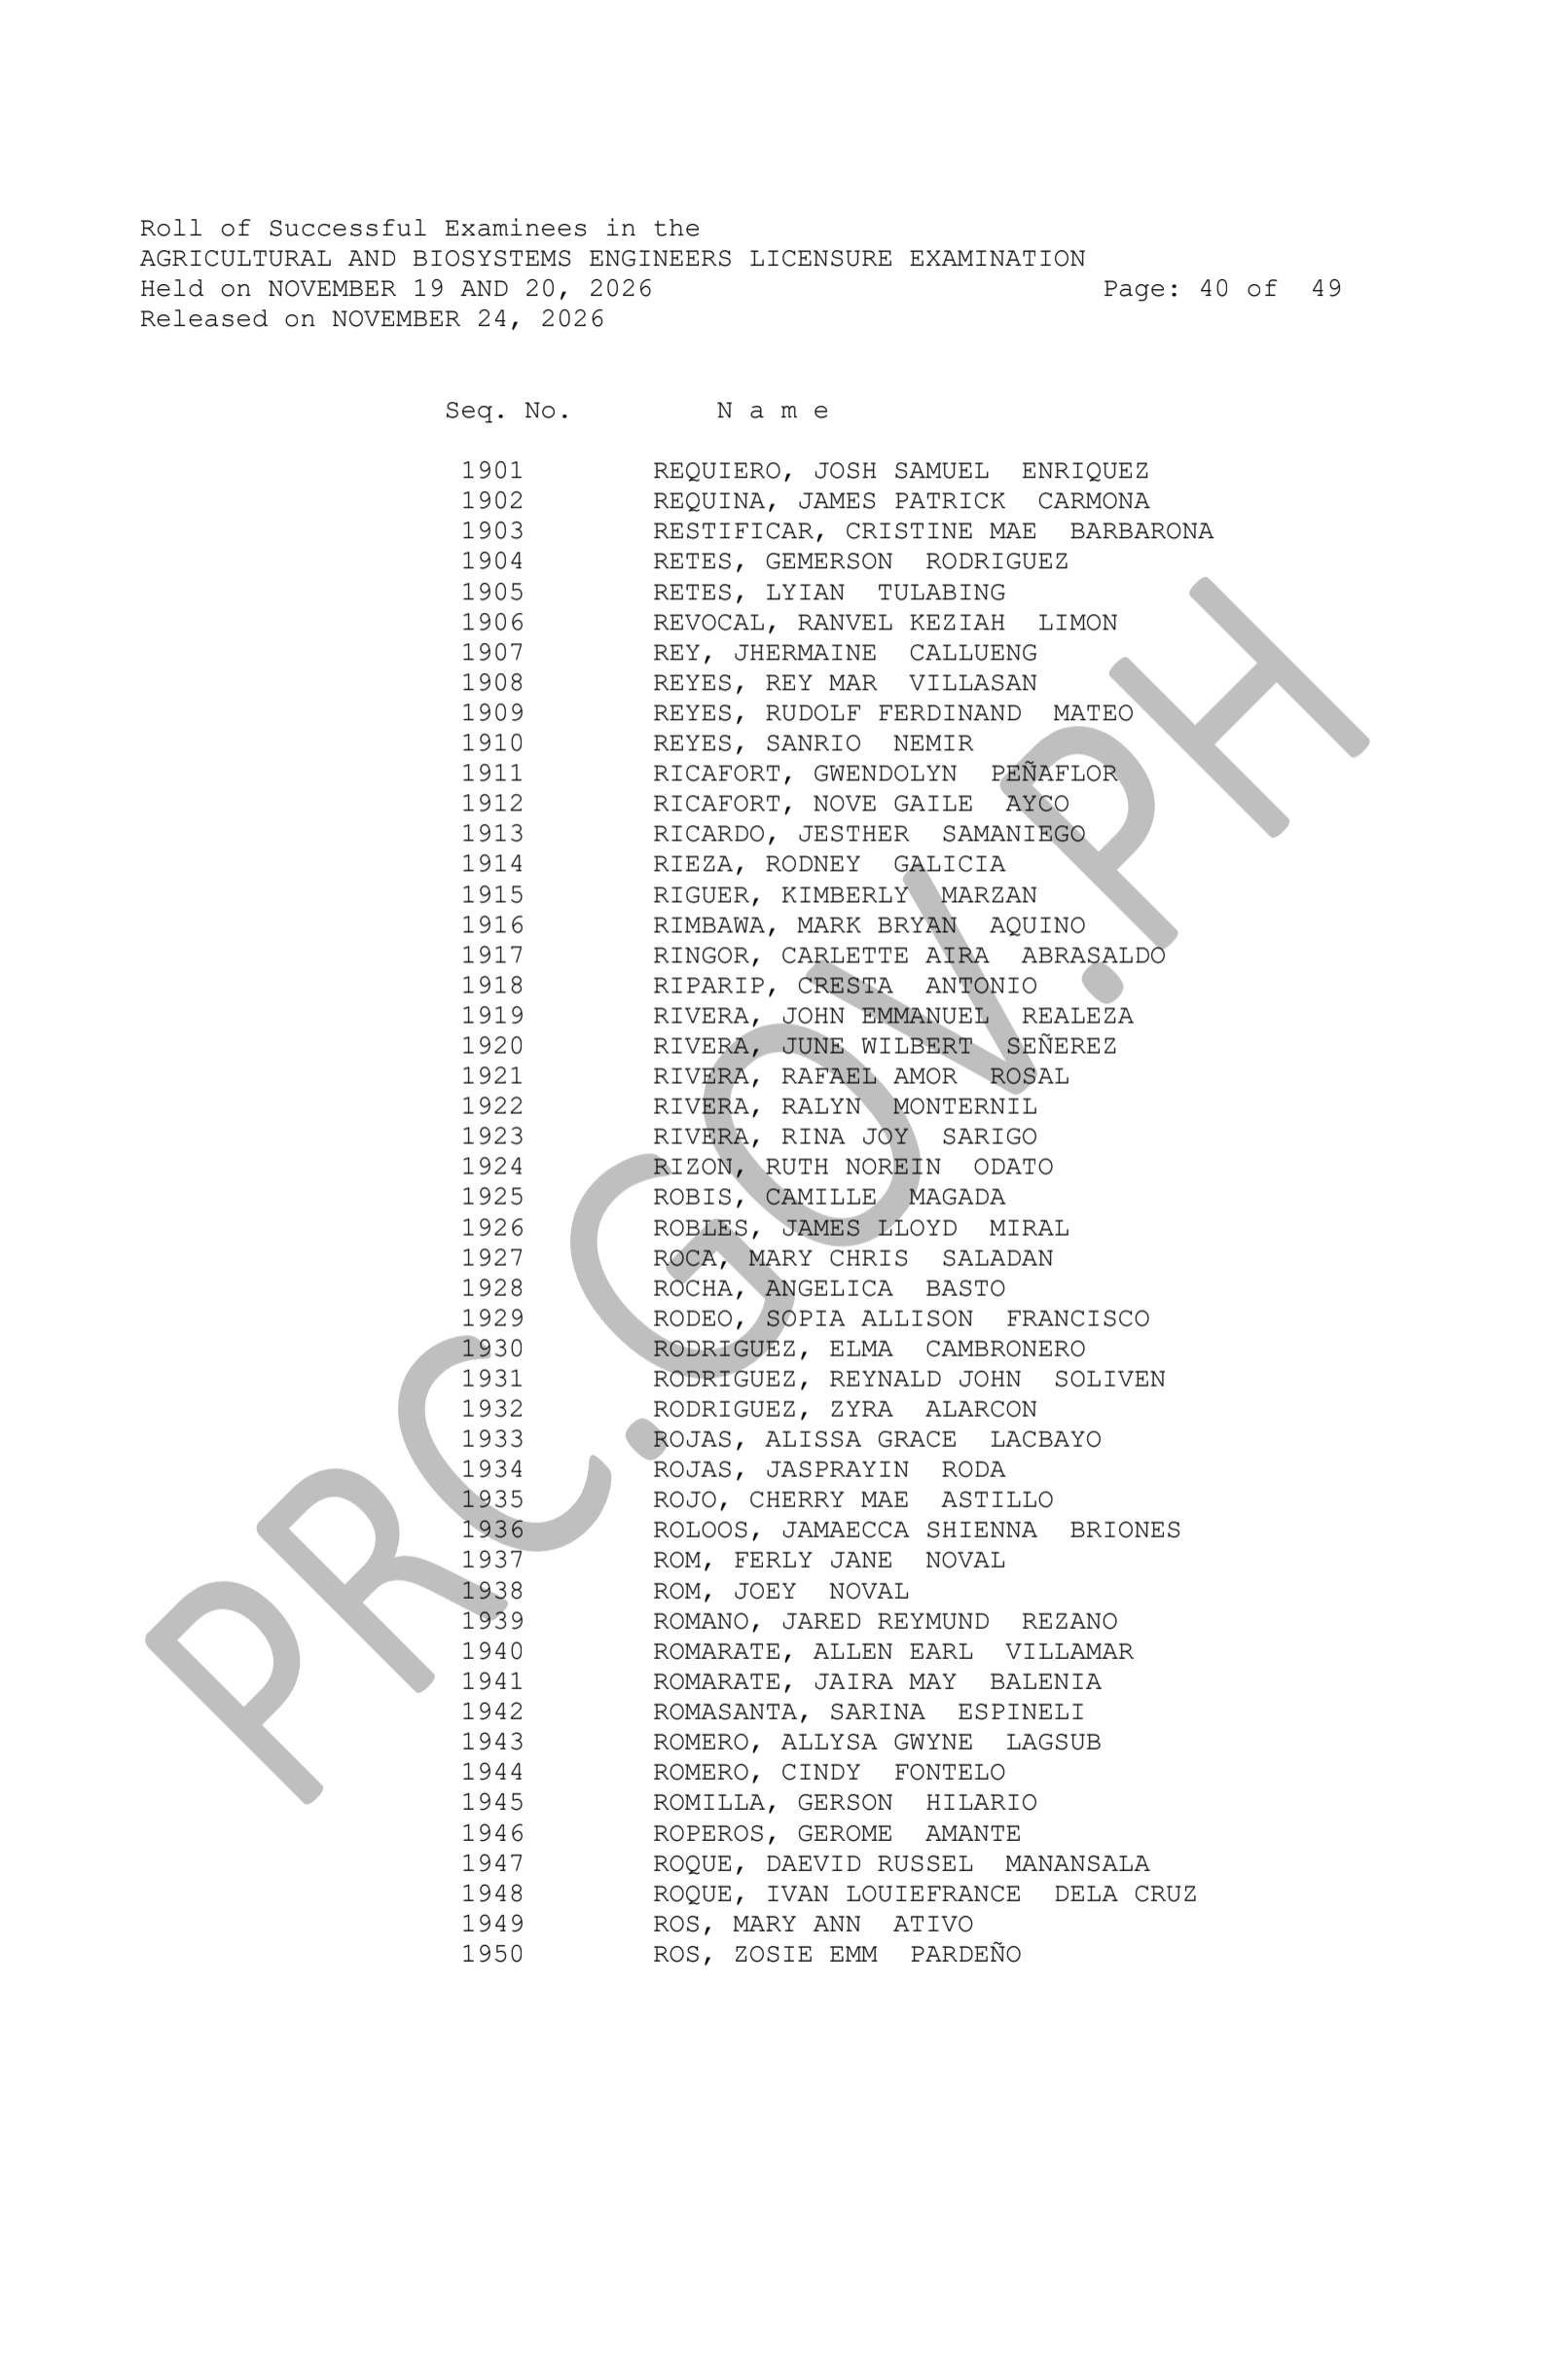 Roll of Successful Examinees in the
AGRICULTURAL AND BIOSYSTEMS ENGINEERS LICENSURE EXAMINATION
Held on NOVEMBER 19 AND 20, 2026 Page: 40 of 49
Released on NOVEMBER 24, 2026
Seq. No. N a m e
1901 REQUIERO, JOSH SAMUEL ENRIQUEZ
1902 REQUINA, JAMES PATRICK CARMONA
1903 RESTIFICAR, CRISTINE MAE BARBARONA
1904 RETES, GEMERSON RODRIGUEZ
1905 RETES, LYIAN TULABING
1906 REVOCAL, RANVEL KEZIAH LIMON
1907 REY, JHERMAINE CALLUENG
1908 REYES, REY MAR VILLASAN
1909 REYES, RUDOLF FERDINAND MATEO
1910 REYES, SANRIO NEMIR
1911 RICAFORT, GWENDOLYN PEÑAFLOR
1912 RICAFORT, NOVE GAILE AYCO
1913 RICARDO, JESTHER SAMANIEGO
1914 RIEZA, RODNEY GALICIA
1915 RIGUER, KIMBERLY MARZAN
1916 RIMBAWA, MARK BRYAN AQUINO
1917 RINGOR, CARLETTE AIRA ABRASALDO
1918 RIPARIP, CRESTA ANTONIO
1919 RIVERA, JOHN EMMANUEL REALEZA
1920 RIVERA, JUNE WILBERT SEÑEREZ
1921 RIVERA, RAFAEL AMOR ROSAL
1922 RIVERA, RALYN MONTERNIL
1923 RIVERA, RINA JOY SARIGO
1924 RIZON, RUTH NOREIN ODATO
1925 ROBIS, CAMILLE MAGADA
1926 ROBLES, JAMES LLOYD MIRAL
1927 ROCA, MARY CHRIS SALADAN
1928 ROCHA, ANGELICA BASTO
1929 RODEO, SOPIA ALLISON FRANCISCO
1930 RODRIGUEZ, ELMA CAMBRONERO
1931 RODRIGUEZ, REYNALD JOHN SOLIVEN
1932 RODRIGUEZ, ZYRA ALARCON
1933 ROJAS, ALISSA GRACE LACBAYO
1934 ROJAS, JASPRAYIN RODA
1935 ROJO, CHERRY MAE ASTILLO
1936 ROLOOS, JAMAECCA SHIENNA BRIONES
1937 ROM, FERLY JANE NOVAL
1938 ROM, JOEY NOVAL
1939 ROMANO, JARED REYMUND REZANO
1940 ROMARATE, ALLEN EARL VILLAMAR
1941 ROMARATE, JAIRA MAY BALENIA
1942 ROMASANTA, SARINA ESPINELI
1943 ROMERO, ALLYSA GWYNE LAGSUB
1944 ROMERO, CINDY FONTELO
1945 ROMILLA, GERSON HILARIO
1946 ROPEROS, GEROME AMANTE
1947 ROQUE, DAEVID RUSSEL MANANSALA
1948 ROQUE, IVAN LOUIEFRANCE DELA CRUZ
1949 ROS, MARY ANN ATIVO
1950 ROS, ZOSIE EMM PARDEÑO
PRC.GOV.PH